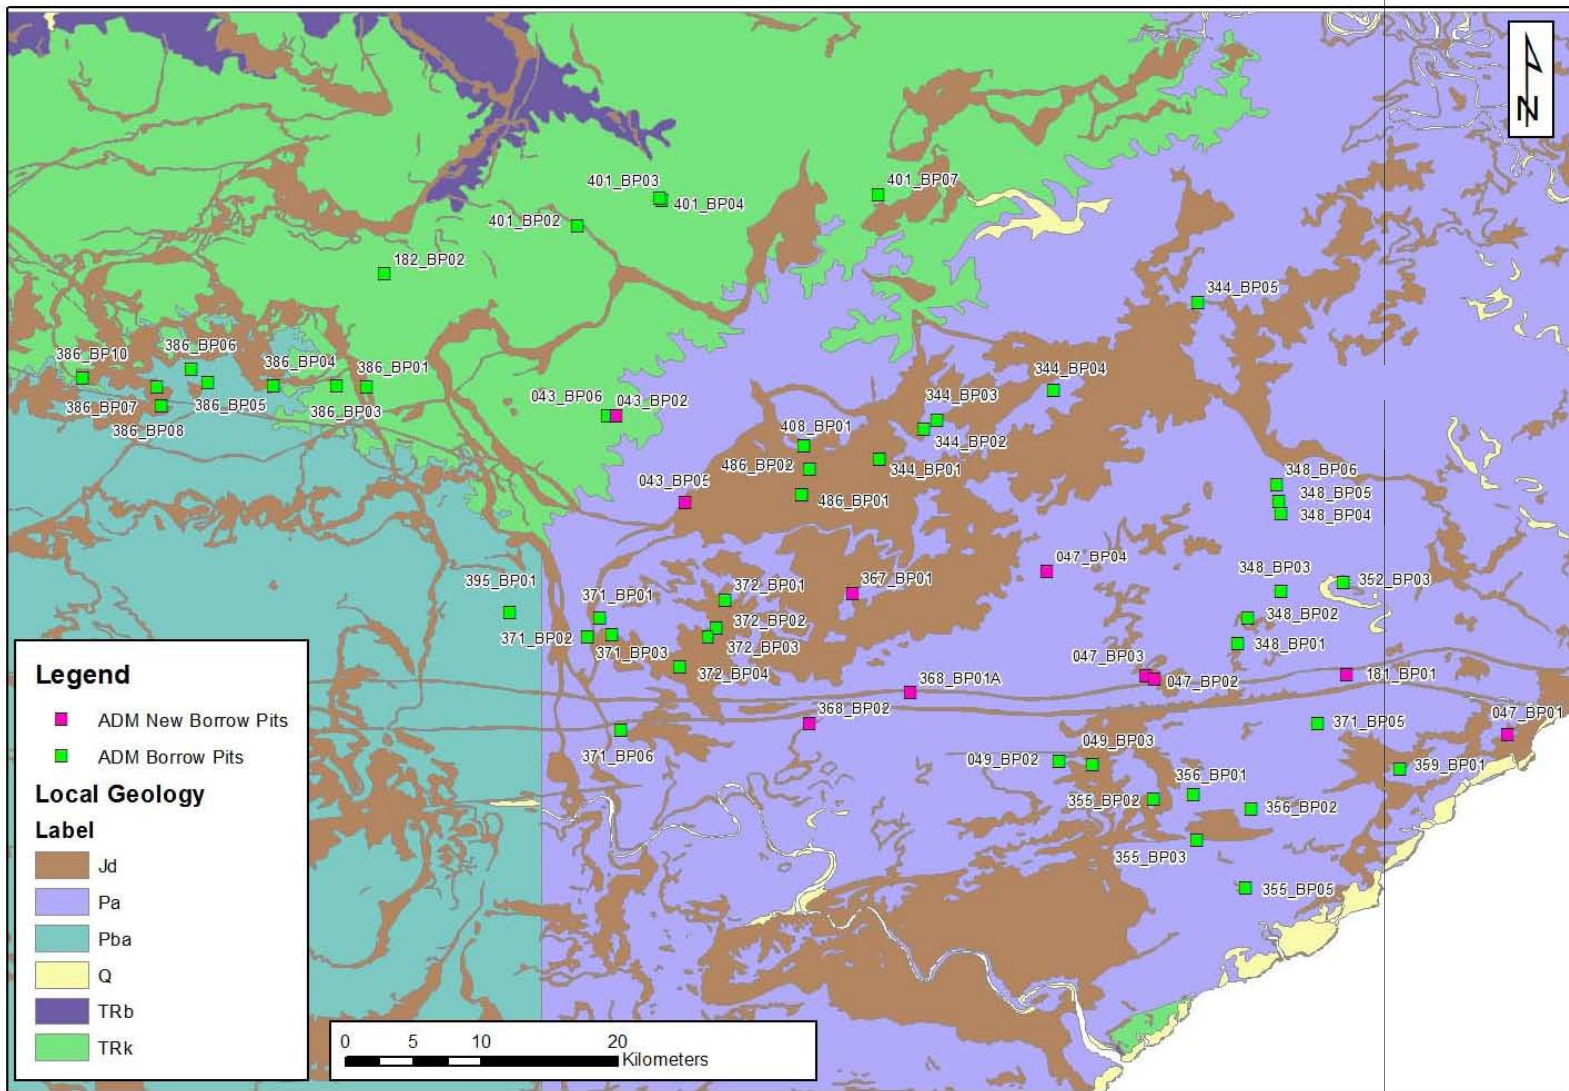 N
401_BP03
401_BP04
401_BP07
401_BP02
182_BP02
344_BP05
386_BP10
386_BP06
386_BP04
386_BP01
386_BP07
386_BP05
386_BP03
386_BP08
043_BP06
043_BP02
344_BP04
344_BP03
344_BP02
408_BP01
486_BP02
344_BP01
486_BP01
043_BP05
348_BP06
348_BP05
348_BP04
047_BP04
348_BP03
352_BP03
395_BP01
371_BP01
372_BP01
367_BP01
371_BP02
371_BP03
372_BP02
372_BP03
348_BP02
348_BP01
372_BP04
047_BP03
047_BP02
181_BP01
368_BP01A
368_BP02
371_BP05
047_BP01
371_BP06
049_BP02
049_BP03
356_BP01
359_BP01
355_BP02
356_BP02
355_BP03
355_BP05
Legend
ADM New Borrow Pits
ADM Borrow Pits
Local Geology
Label
Jd
Pa
Pba
Q
TRb
TRk
0 5 10 20
Kilometers